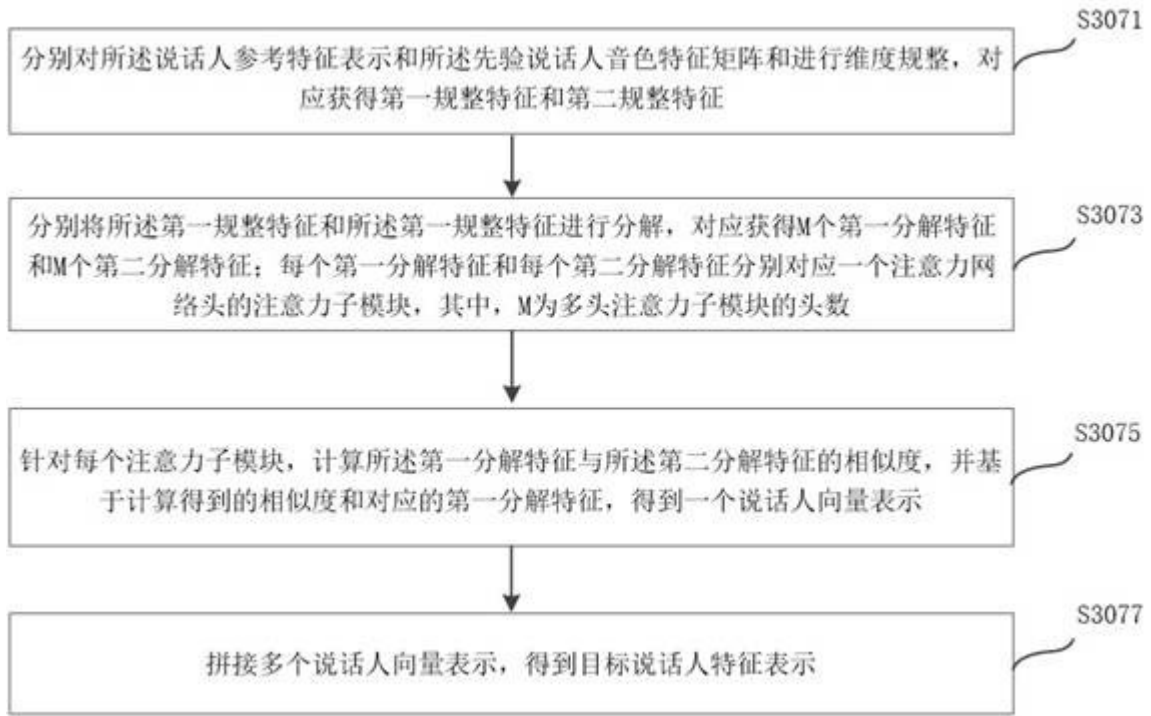 S3071
分别对所述说话人参考特征表示和所述先验说话人音色特征矩阵和进行维度规整，对
应获得第一规整特征和第二规整特征
S3073
分别将所述第一规整特征和所述第一规整特征进行分解，对应获得M个第一分解特征
和M个第二分解特征；每个第一分解特征和每个第二分解特征分别对应一个注意力网
络头的注意力子模块，其中，M为多头注意力子模块的头数
S3075
针对每个注意力子模块，计算所述第一分解特征与所述第二分解特征的相似度，并基
于计算得到的相似度和对应的第一分解特征，得到一个说话人向量表示
S3077
拼接多个说话人向量表示，得到目标说话人特征表示